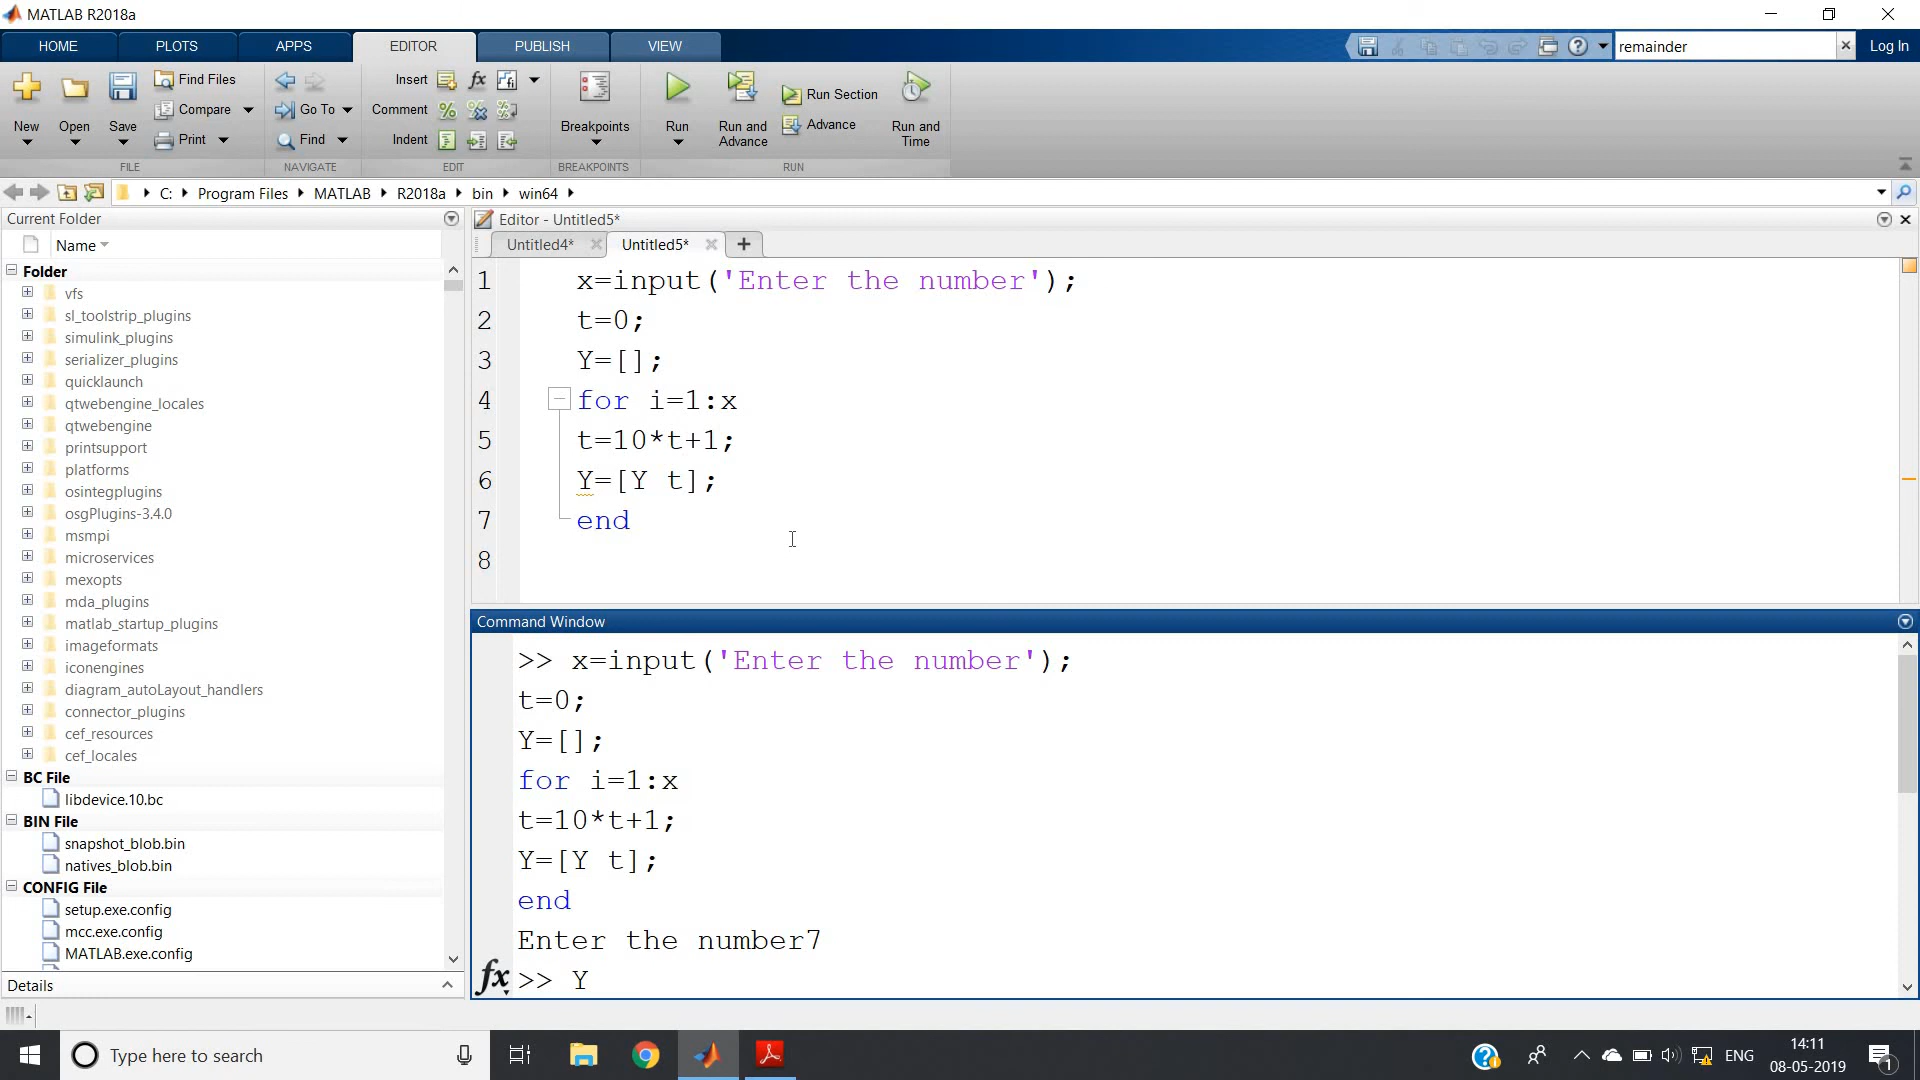 MATLAB R2018a
HOME PLOTS APPS EDITOR PUBLISH VIEW remainder Log In
New Open Save Find Files Compare Print
Go To Find
Insert fx
Comment
Indent
Breakpoints
Run
Run and Advance
Run Section
Advance
Run and Time
FILE NAVIGATE EDIT BREAKPOINTS RUN
C: Program Files MATLAB R2018a bin win64
Current Folder
Name
Folder
vfs
sl_toolstrip_plugins
simulink_plugins
serializer_plugins
quicklaunch
qtwebengine_locales
qtwebengine
printsupport
platforms
osintegplugins
osgPlugins-3.4.0
msmpi
microservices
mexopts
mda_plugins
matlab_startup_plugins
imageformats
iconengines
diagram_autoLayout_handlers
connector_plugins
cef_resources
cef_locales
BC File
libdevice.10.bc
BIN File
snapshot_blob.bin
natives_blob.bin
CONFIG File
setup.exe.config
mcc.exe.config
MATLAB.exe.config
Details
Editor - Untitled5*
Untitled4* Untitled5*
1 x=input('Enter the number');
2 t=0;
3 Y=[];
4 for i=1:x
5 t=10*t+1;
6 Y=[Y t];
7 end
8
Command Window
>> x=input('Enter the number');
t=0;
Y=[];
for i=1:x
t=10*t+1;
Y=[Y t];
end
Enter the number7
fx >> Y
Type here to search
ENG
14:11
08-05-2019
1